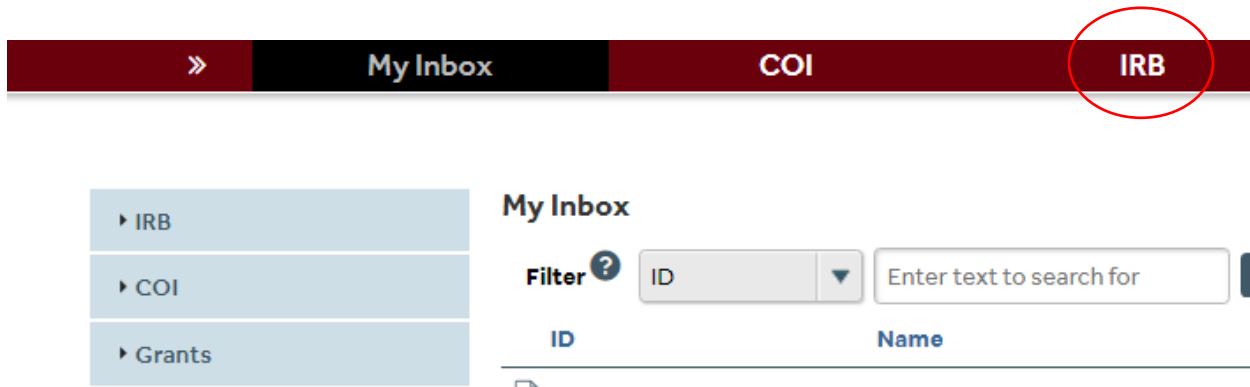 » My Inbox COI IRB
IRB
COI
Grants
My Inbox
Filter ? ID Enter text to search for
ID Name